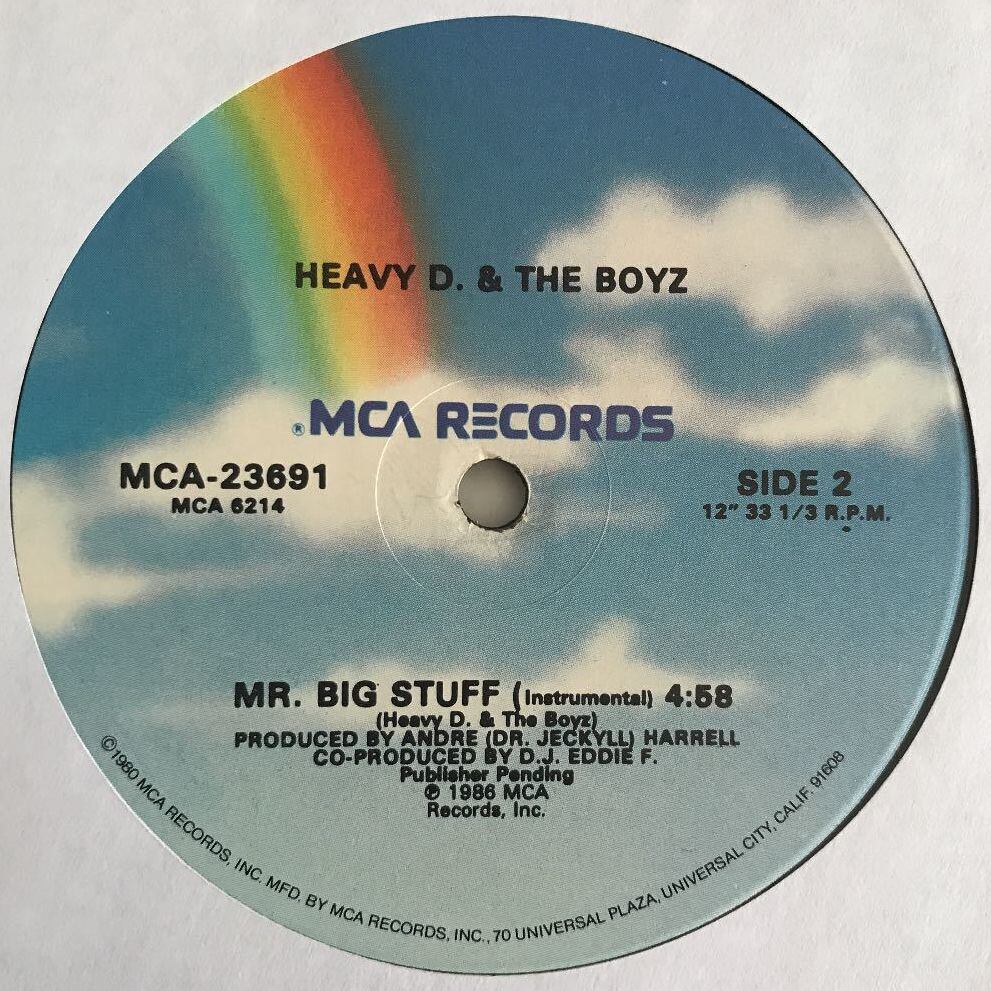 HEAVY D. & THE BOYZ
® MCA RECORDS
MCA-23691
MCA 6214
SIDE 2
12" 33 1/3 R.P.M.
MR. BIG STUFF (Instrumental) 4:58
(Heavy D. & The Boyz)
PRODUCED BY ANDRE (DR. JECKYLL) HARRELL
CO-PRODUCED BY D.J. EDDIE F.
Publisher Pending
℗ 1986 MCA
Records, Inc.
©1980 MCA RECORDS, INC. MFD. BY MCA RECORDS, INC., 70 UNIVERSAL PLAZA, UNIVERSAL CITY, CALIF. 91608